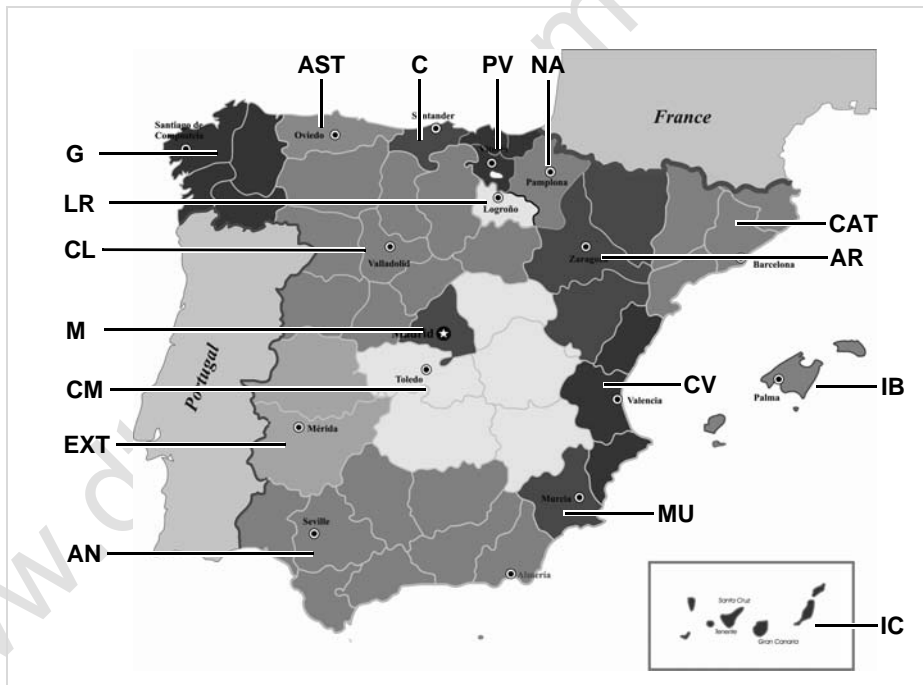 AST C PV NA
Santander
Santiago de
Compostela
Oviedo
France
G
Pamplona
LR
Logroño
CAT
CL
Valladolid
Zaragoza
AR
Barcelona
M
Madrid
Portugal
CM
Toledo
CV
Valencia
Palma
IB
EXT
Mérida
Murcia
MU
Seville
AN
Almería
Santa Cruz
Tenerife
Gran Canaria
IC